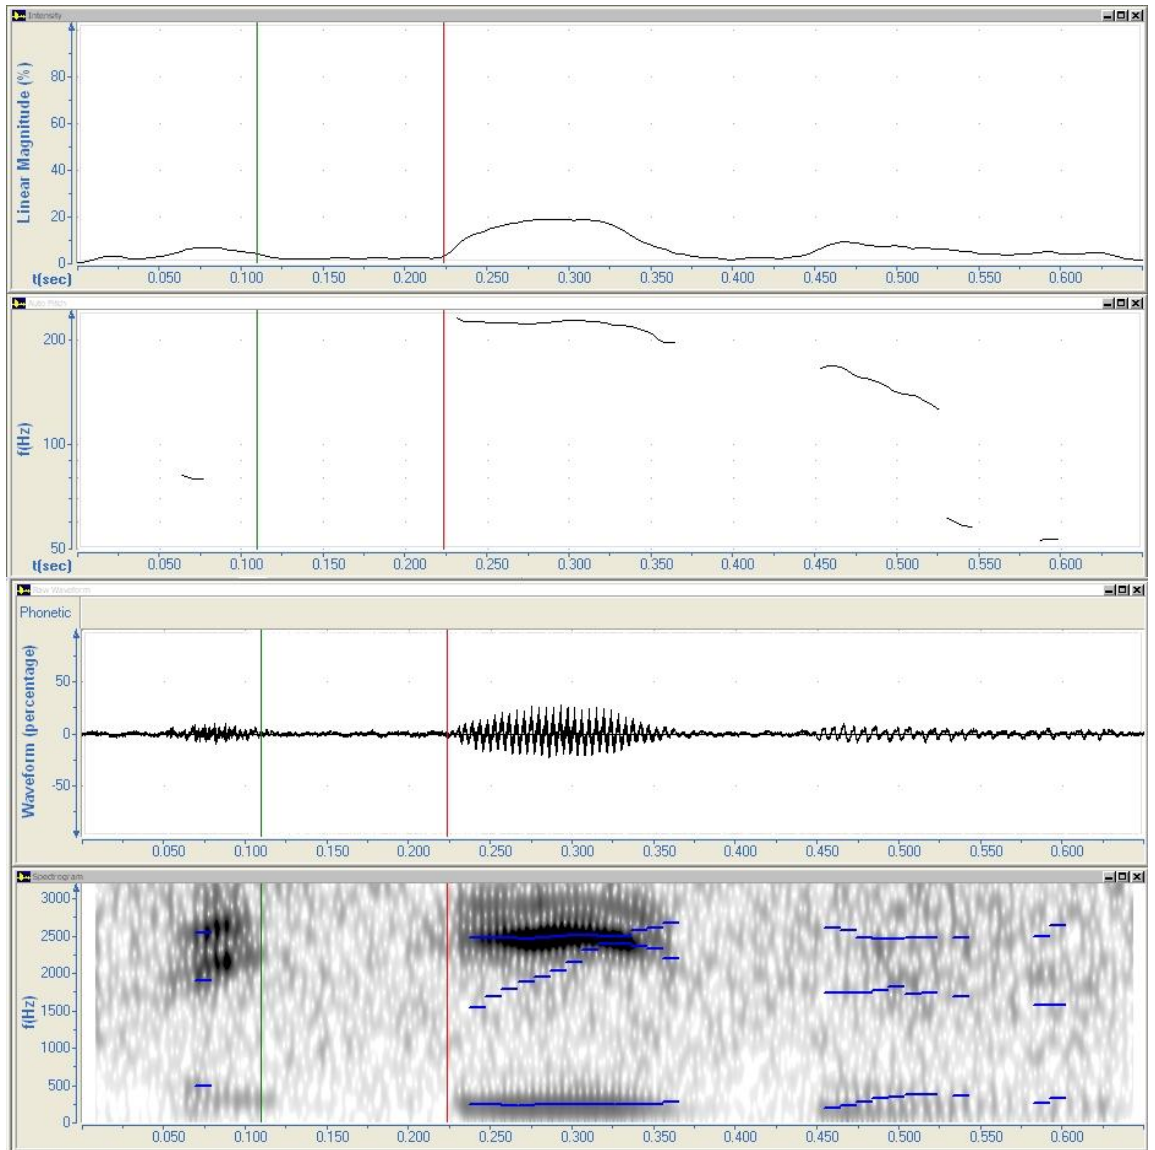 Intensity
Linear Magnitude (%)
80
60
40
20
0
t(sec) 0.050 0.100 0.150 0.200 0.250 0.300 0.350 0.400 0.450 0.500 0.550 0.600
Auto Pitch
f(Hz)
200
100
50
t(sec) 0.050 0.100 0.150 0.200 0.250 0.300 0.350 0.400 0.450 0.500 0.550 0.600
Raw Waveform
Phonetic
Waveform (percentage)
50
0
-50
0.050 0.100 0.150 0.200 0.250 0.300 0.350 0.400 0.450 0.500 0.550 0.600
Spectrogram
f(Hz)
3000
2500
2000
1500
1000
500
0
0.050 0.100 0.150 0.200 0.250 0.300 0.350 0.400 0.450 0.500 0.550 0.600